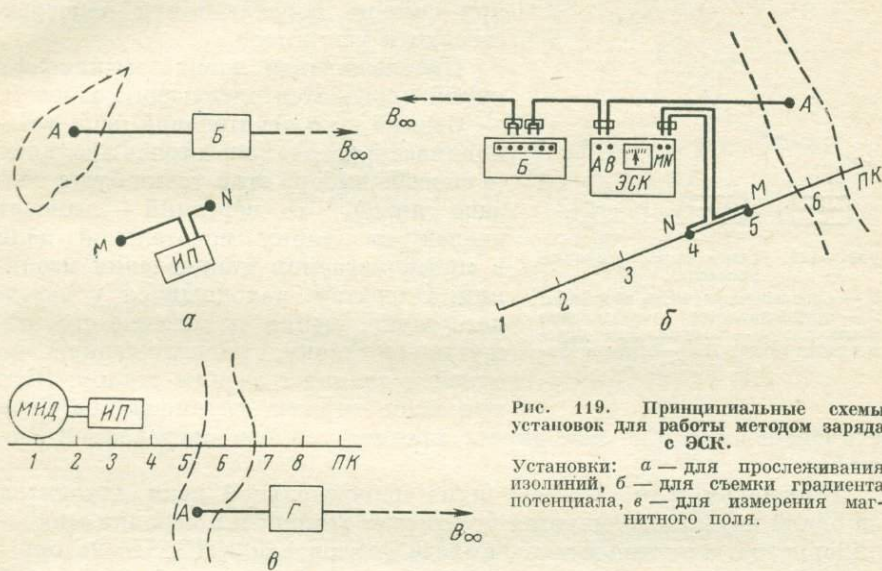 А
Б
B∞
M
N
ИП
а
B∞
Б
АВ
MN
ЭСК
А
N
M
1
2
3
4
5
6
ПК
б
МИД
ИП
1 2 3 4 5 6 7 8 ПК
А
Г
B∞
в
Рис. 119. Принципиальные схемы
установок для работы методом заряда
с ЭСК.
Установки: а — для прослеживания
изолиний, б — для съемки градиента
потенциала, в — для измерения маг-
нитного поля.